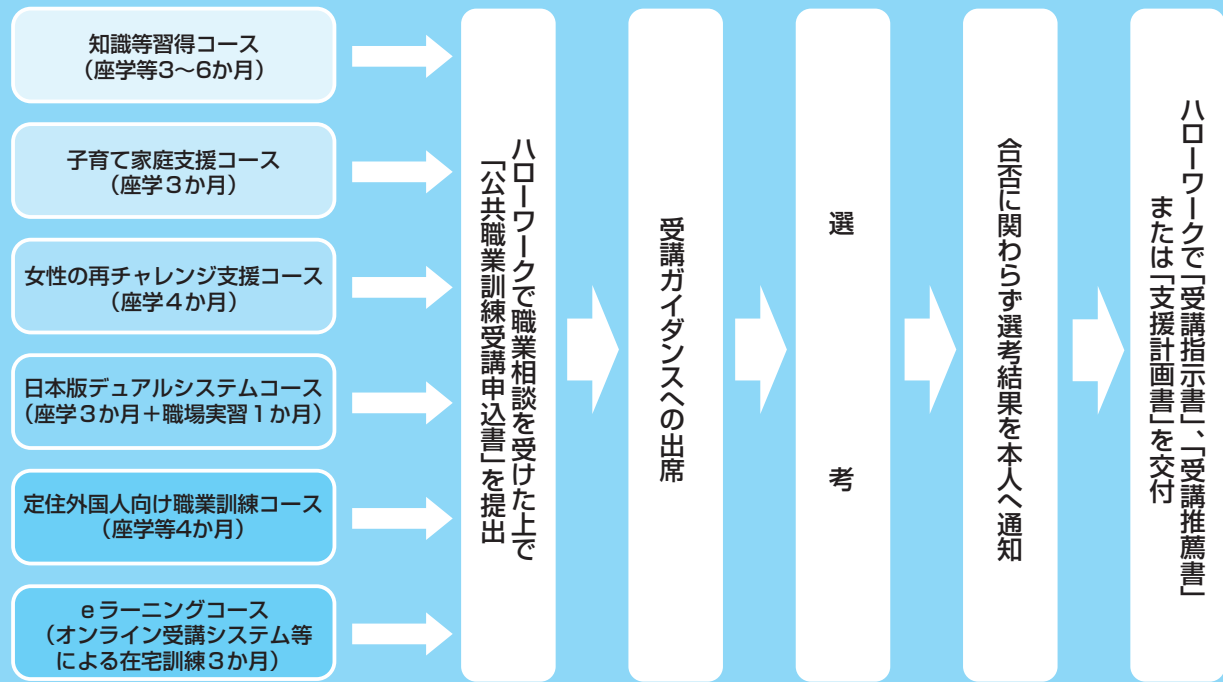 知識等習得コース
（座学等3～6か月）
子育て家庭支援コース
（座学３か月）
女性の再チャレンジ支援コース
（座学４か月）
日本版デュアルシステムコース
（座学３か月＋職場実習１か月）
定住外国人向け職業訓練コース
（座学等4か月）
eラーニングコース
（オンライン受講システム等
による在宅訓練３か月）
ハローワークで職業相談を受けた上で
「公共職業訓練受講申込書」を提出
受講ガイダンスへの出席
選考
合否に関わらず選考結果を本人へ通知
ハローワークで「受講指示書」、「受講推薦書」
または「支援計画書」を交付